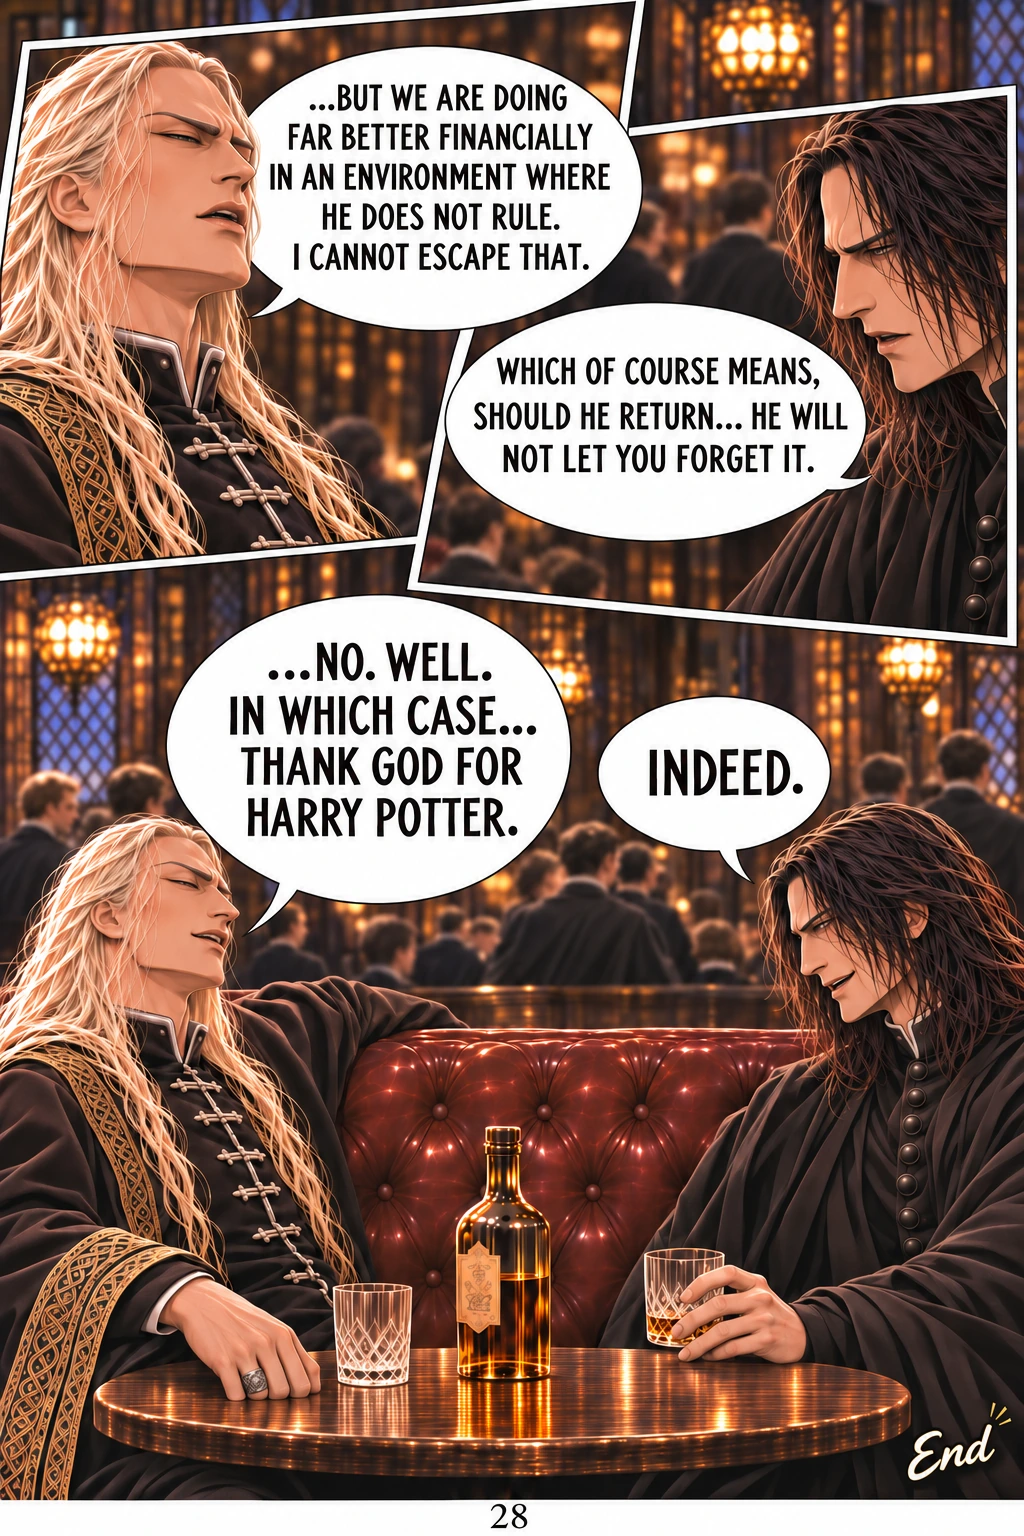 ...BUT WE ARE DOING
FAR BETTER FINANCIALLY
IN AN ENVIRONMENT WHERE
HE DOES NOT RULE.
I CANNOT ESCAPE THAT.
WHICH OF COURSE MEANS,
SHOULD HE RETURN... HE WILL
NOT LET YOU FORGET IT.
...NO. WELL.
IN WHICH CASE...
THANK GOD FOR
HARRY POTTER.
INDEED.
End
28